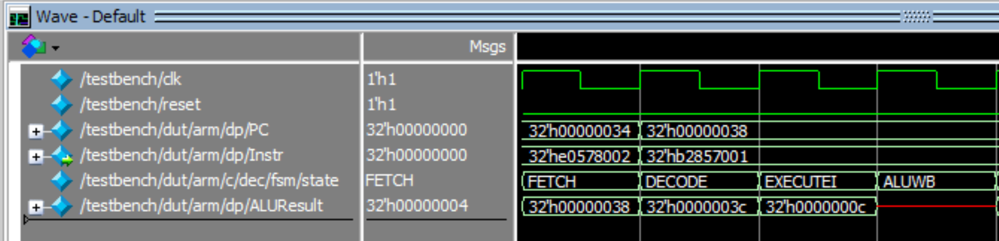 Wave - Default
Msgs
/testbench/clk 1'h1
/testbench/reset 1'h1
/testbench/dut/arm/dp/PC 32'h00000000 32'h00000034 32'h00000038
/testbench/dut/arm/dp/Instr 32'h00000000 32'he0578002 32'hb2857001
/testbench/dut/arm/c/dec/fsm/state FETCH FETCH DECODE EXECUTEI ALUWB
/testbench/dut/arm/dp/ALUResult 32'h00000004 32'h00000038 32'h0000003c 32'h0000000c